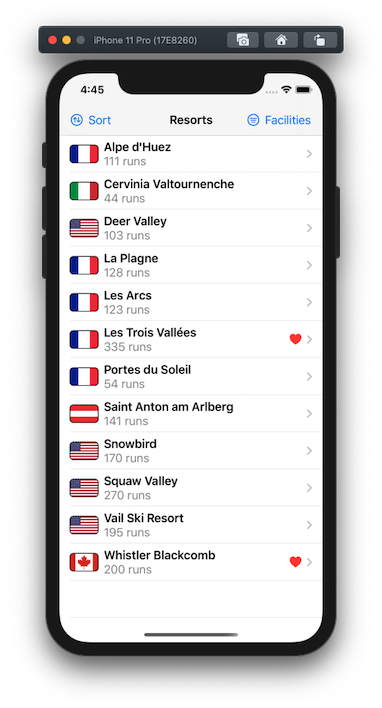 iPhone 11 Pro (17E8260)
4:45
Sort
Resorts
Facilities
Alpe d'Huez
111 runs
Cervinia Valtournenche
44 runs
Deer Valley
103 runs
La Plagne
128 runs
Les Arcs
123 runs
Les Trois Vallées
335 runs
Portes du Soleil
54 runs
Saint Anton am Arlberg
141 runs
Snowbird
170 runs
Squaw Valley
270 runs
Vail Ski Resort
195 runs
Whistler Blackcomb
200 runs